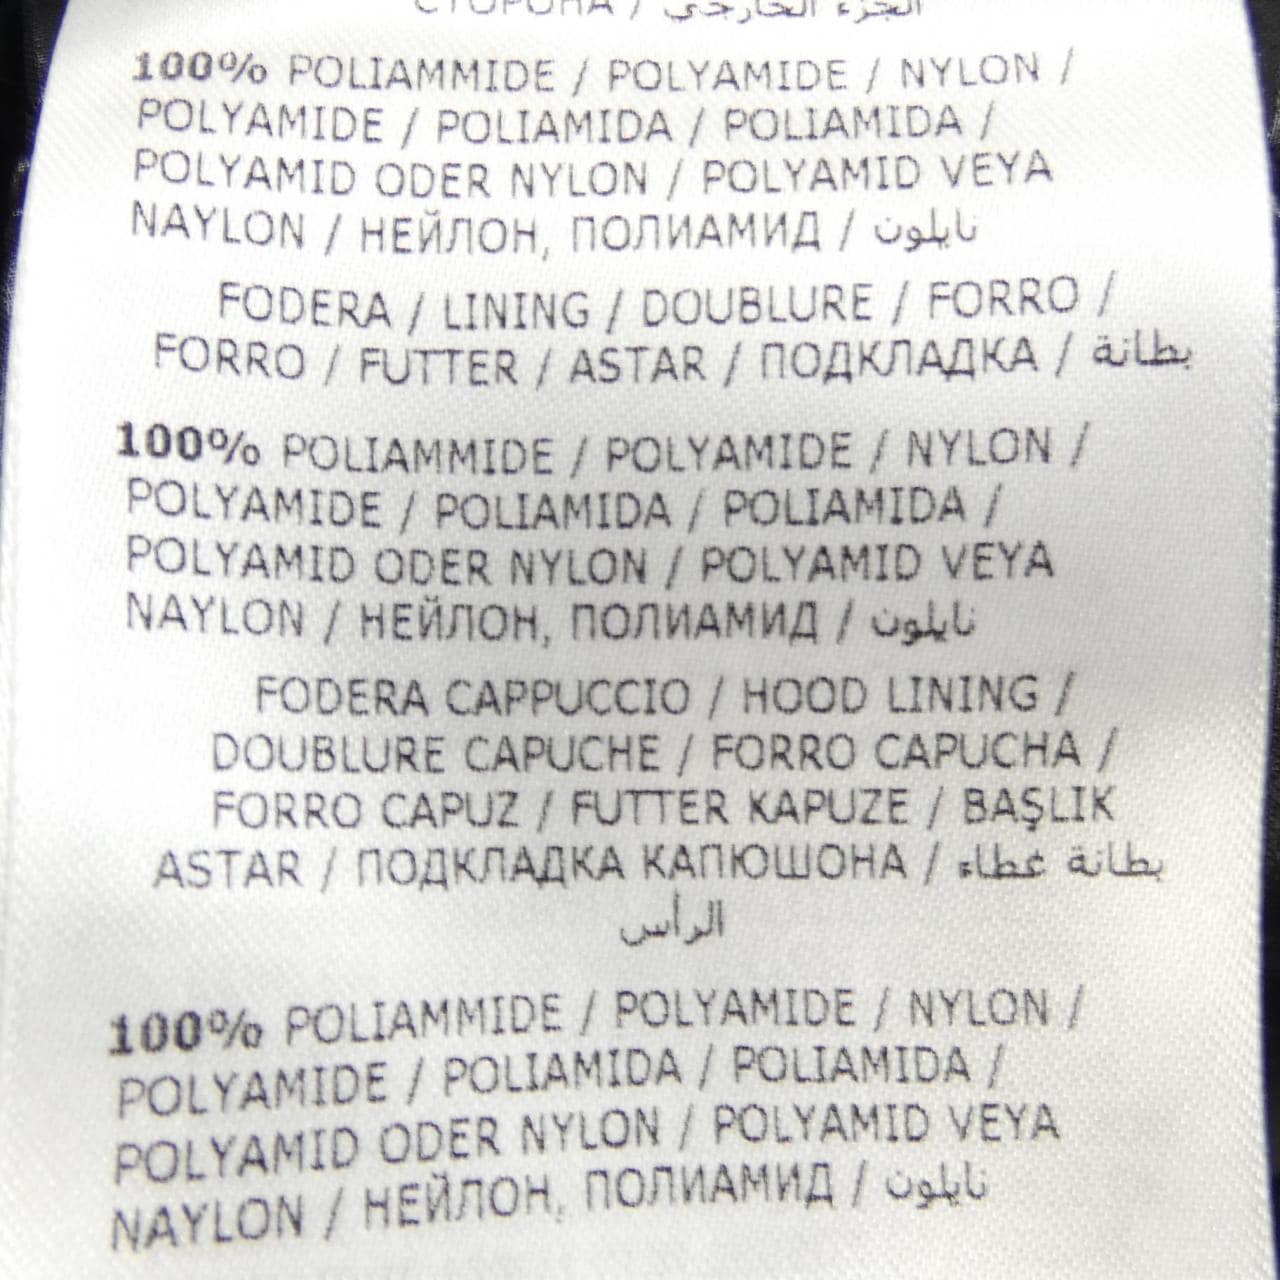 СТОРОНА / الجزء الخارجي
100% POLIAMMIDE / POLYAMIDE / NYLON /
POLYAMIDE / POLIAMIDA / POLIAMIDA /
POLYAMID ODER NYLON / POLYAMID VEYA
NAYLON / НЕЙЛОН, ПОЛИАМИД / نايلون
FODERA / LINING / DOUBLURE / FORRO /
FORRO / FUTTER / ASTAR / ПОДКЛАДКА / بطانة
100% POLIAMMIDE / POLYAMIDE / NYLON /
POLYAMIDE / POLIAMIDA / POLIAMIDA /
POLYAMID ODER NYLON / POLYAMID VEYA
NAYLON / НЕЙЛОН, ПОЛИАМИД / نايلون
FODERA CAPPUCCIO / HOOD LINING /
DOUBLURE CAPUCHE / FORRO CAPUCHA /
FORRO CAPUZ / FUTTER KAPUZE / BAŞLIK
ASTAR / ПОДКЛАДКА КАПЮШОНА / بطانة غطاء
الرأس
100% POLIAMMIDE / POLYAMIDE / NYLON /
POLYAMIDE / POLIAMIDA / POLIAMIDA /
POLYAMID ODER NYLON / POLYAMID VEYA
NAYLON / НЕЙЛОН, ПОЛИАМИД / نايلون